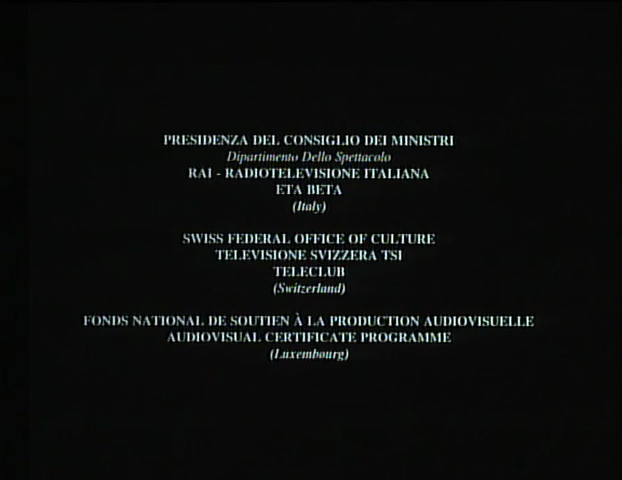 PRESIDENZA DEL CONSIGLIO DEI MINISTRI
Dipartimento Dello Spettacolo
RAI - RADIOTELEVISIONE ITALIANA
ETA BETA
(Italy)
SWISS FEDERAL OFFICE OF CULTURE
TELEVISIONE SVIZZERA TSI
TELECLUB
(Switzerland)
FONDS NATIONAL DE SOUTIEN À LA PRODUCTION AUDIOVISUELLE
AUDIOVISUAL CERTIFICATE PROGRAMME
(Luxembourg)